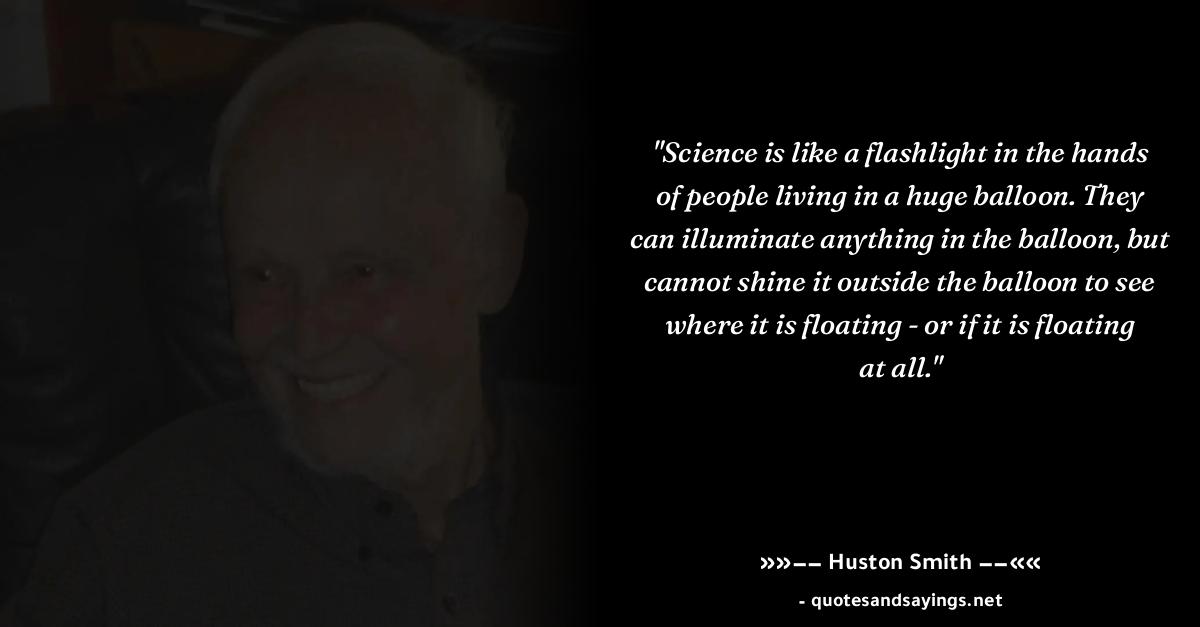 "Science is like a flashlight in the hands
of people living in a huge balloon. They
can illuminate anything in the balloon, but
cannot shine it outside the balloon to see
where it is floating - or if it is floating
at all."
»»−− Huston Smith −−««
- quotesandsayings.net